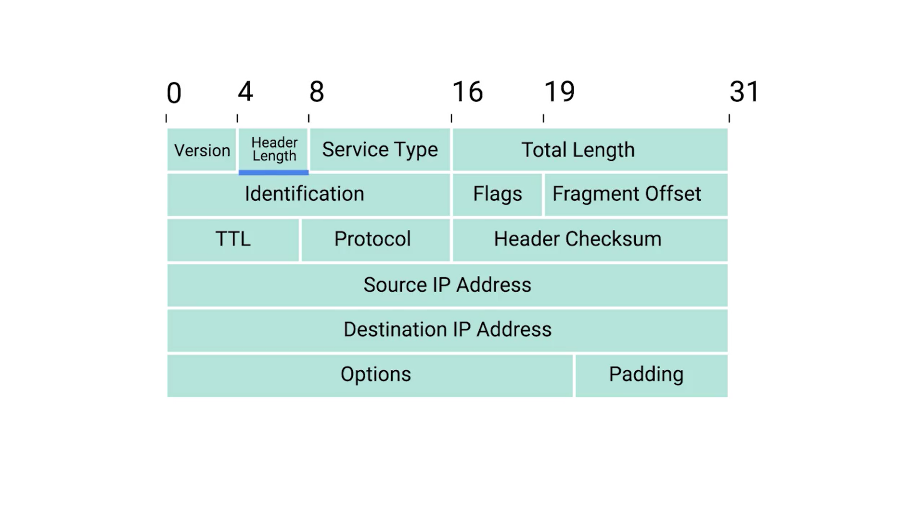 0 4 8 16 19 31
Version Header Length Service Type Total Length
Identification Flags Fragment Offset
TTL Protocol Header Checksum
Source IP Address
Destination IP Address
Options Padding